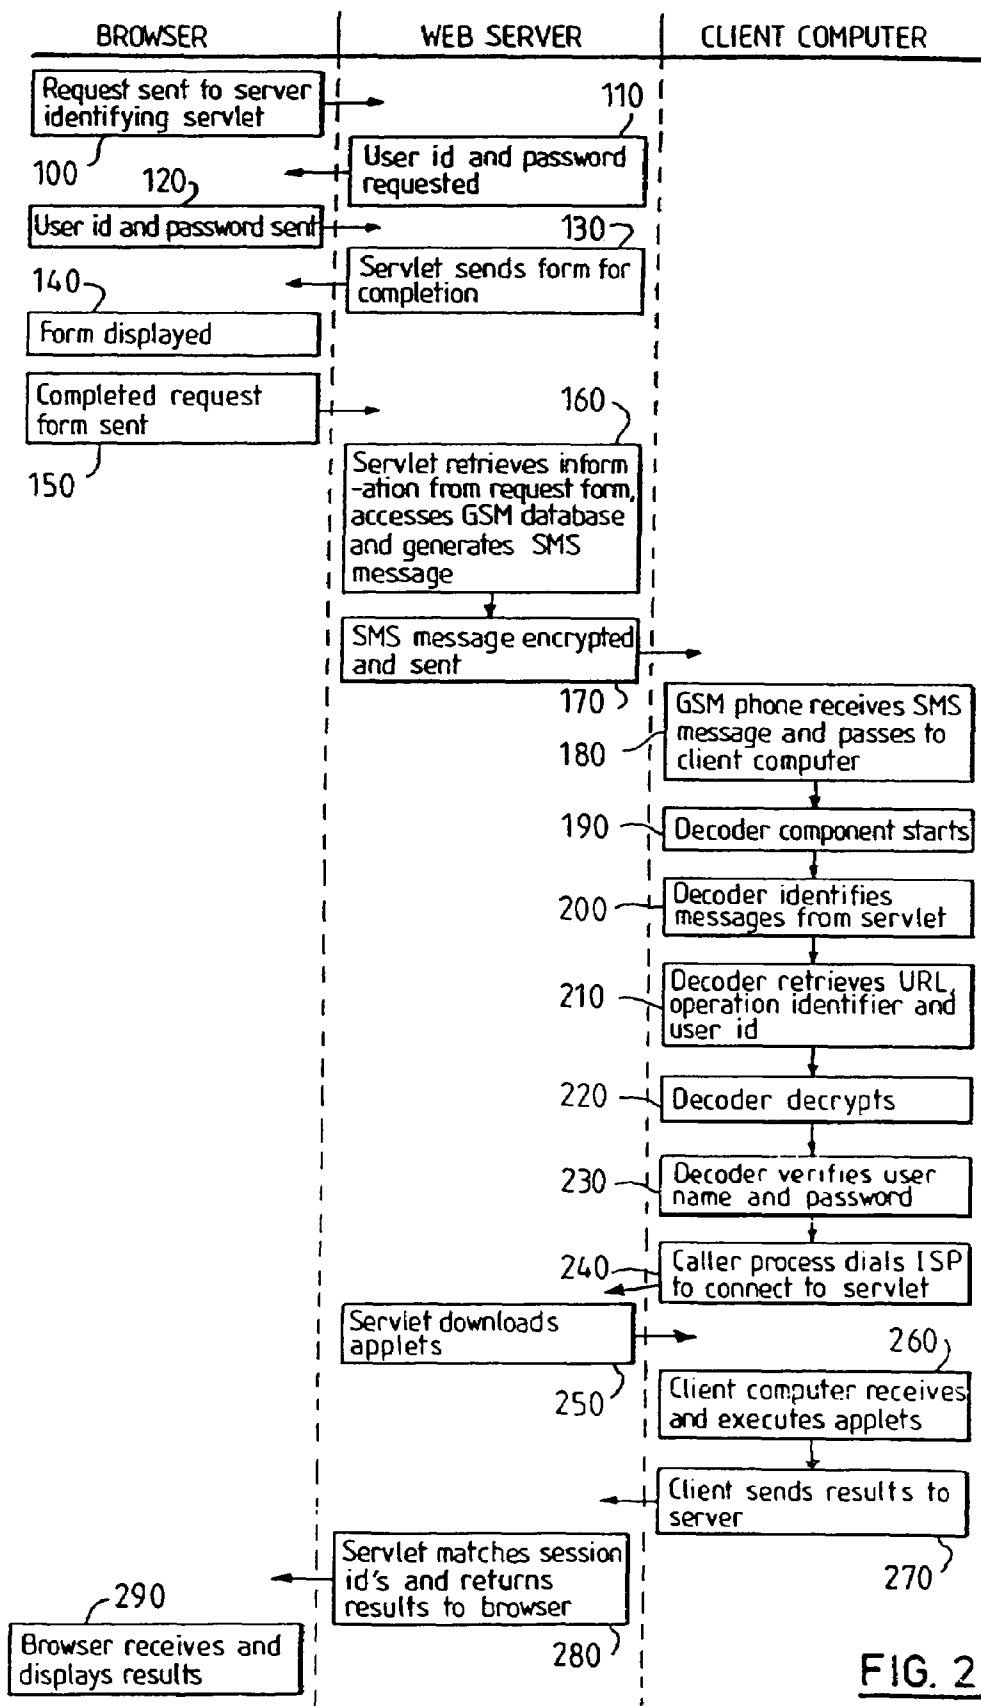 BROWSER
WEB SERVER
CLIENT COMPUTER
Request sent to server
identifying servlet
100
110
User id and password
requested
120
User id and password sent
130
Servlet sends form for
completion
140
Form displayed
Completed request
form sent
150
160
Servlet retrieves inform
-ation from request form,
accesses GSM database
and generates SMS
message
SMS message encrypted
and sent
170
GSM phone receives SMS
message and passes to
client computer
180
190
Decoder component starts
200
Decoder identifies
messages from servlet
210
Decoder retrieves URL,
operation identifier and
user id
220
Decoder decrypts
230
Decoder verifies user
name and password
240
Caller process dials ISP
to connect to servlet
Servlet downloads
applets
250
260
Client computer receives
and executes applets
Client sends results to
server
270
Servlet matches session
id's and returns
results to browser
280
290
Browser receives and
displays results
FIG. 2